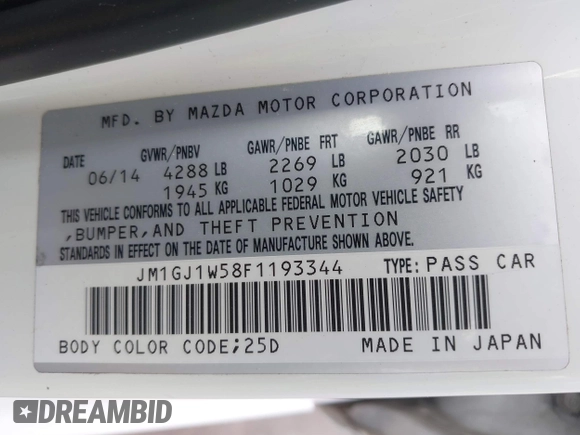 MFD. BY MAZDA MOTOR CORPORATION
DATE GVWR/PNBV GAWR/PNBE FRT GAWR/PNBE RR
06/14 4288 LB 2269 LB 2030 LB
1945 KG 1029 KG 921 KG
THIS VEHICLE CONFORMS TO ALL APPLICABLE FEDERAL MOTOR VEHICLE SAFETY
,BUMPER,AND THEFT PREVENTION
STANDARDS IN EFFECT ON THE DATE OF MANUFACTURE SHOWN ABOVE.
JM1GJ1W58F1193344 TYPE: PASS CAR
BODY COLOR CODE;25D MADE IN JAPAN
DREAMBID